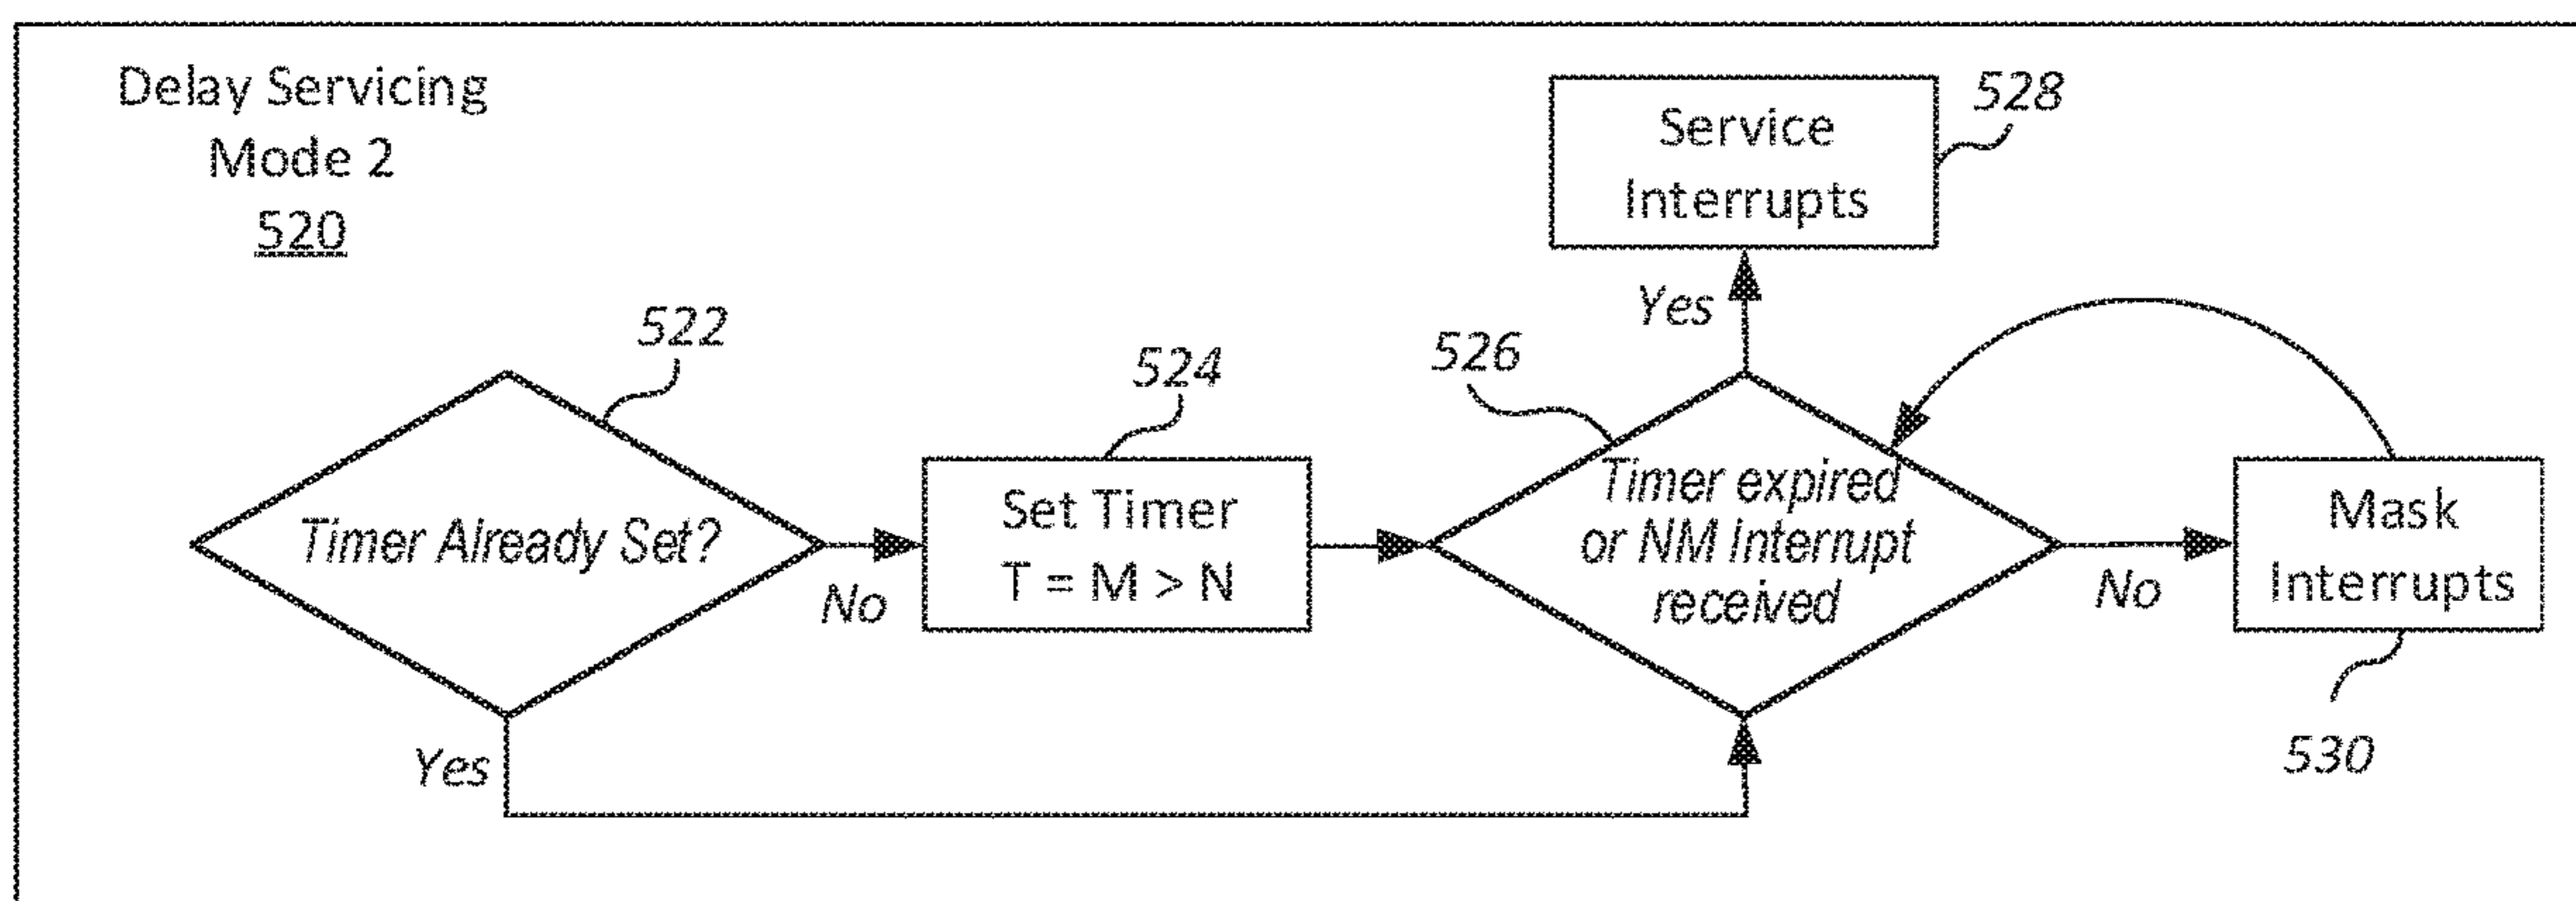 Delay Servicing
Mode 2
520
522
Timer Already Set?
Yes
No
524
Set Timer
T = M > N
526
Timer expired
or NM Interrupt
received
Yes
528
Service
Interrupts
No
Mask
Interrupts
530